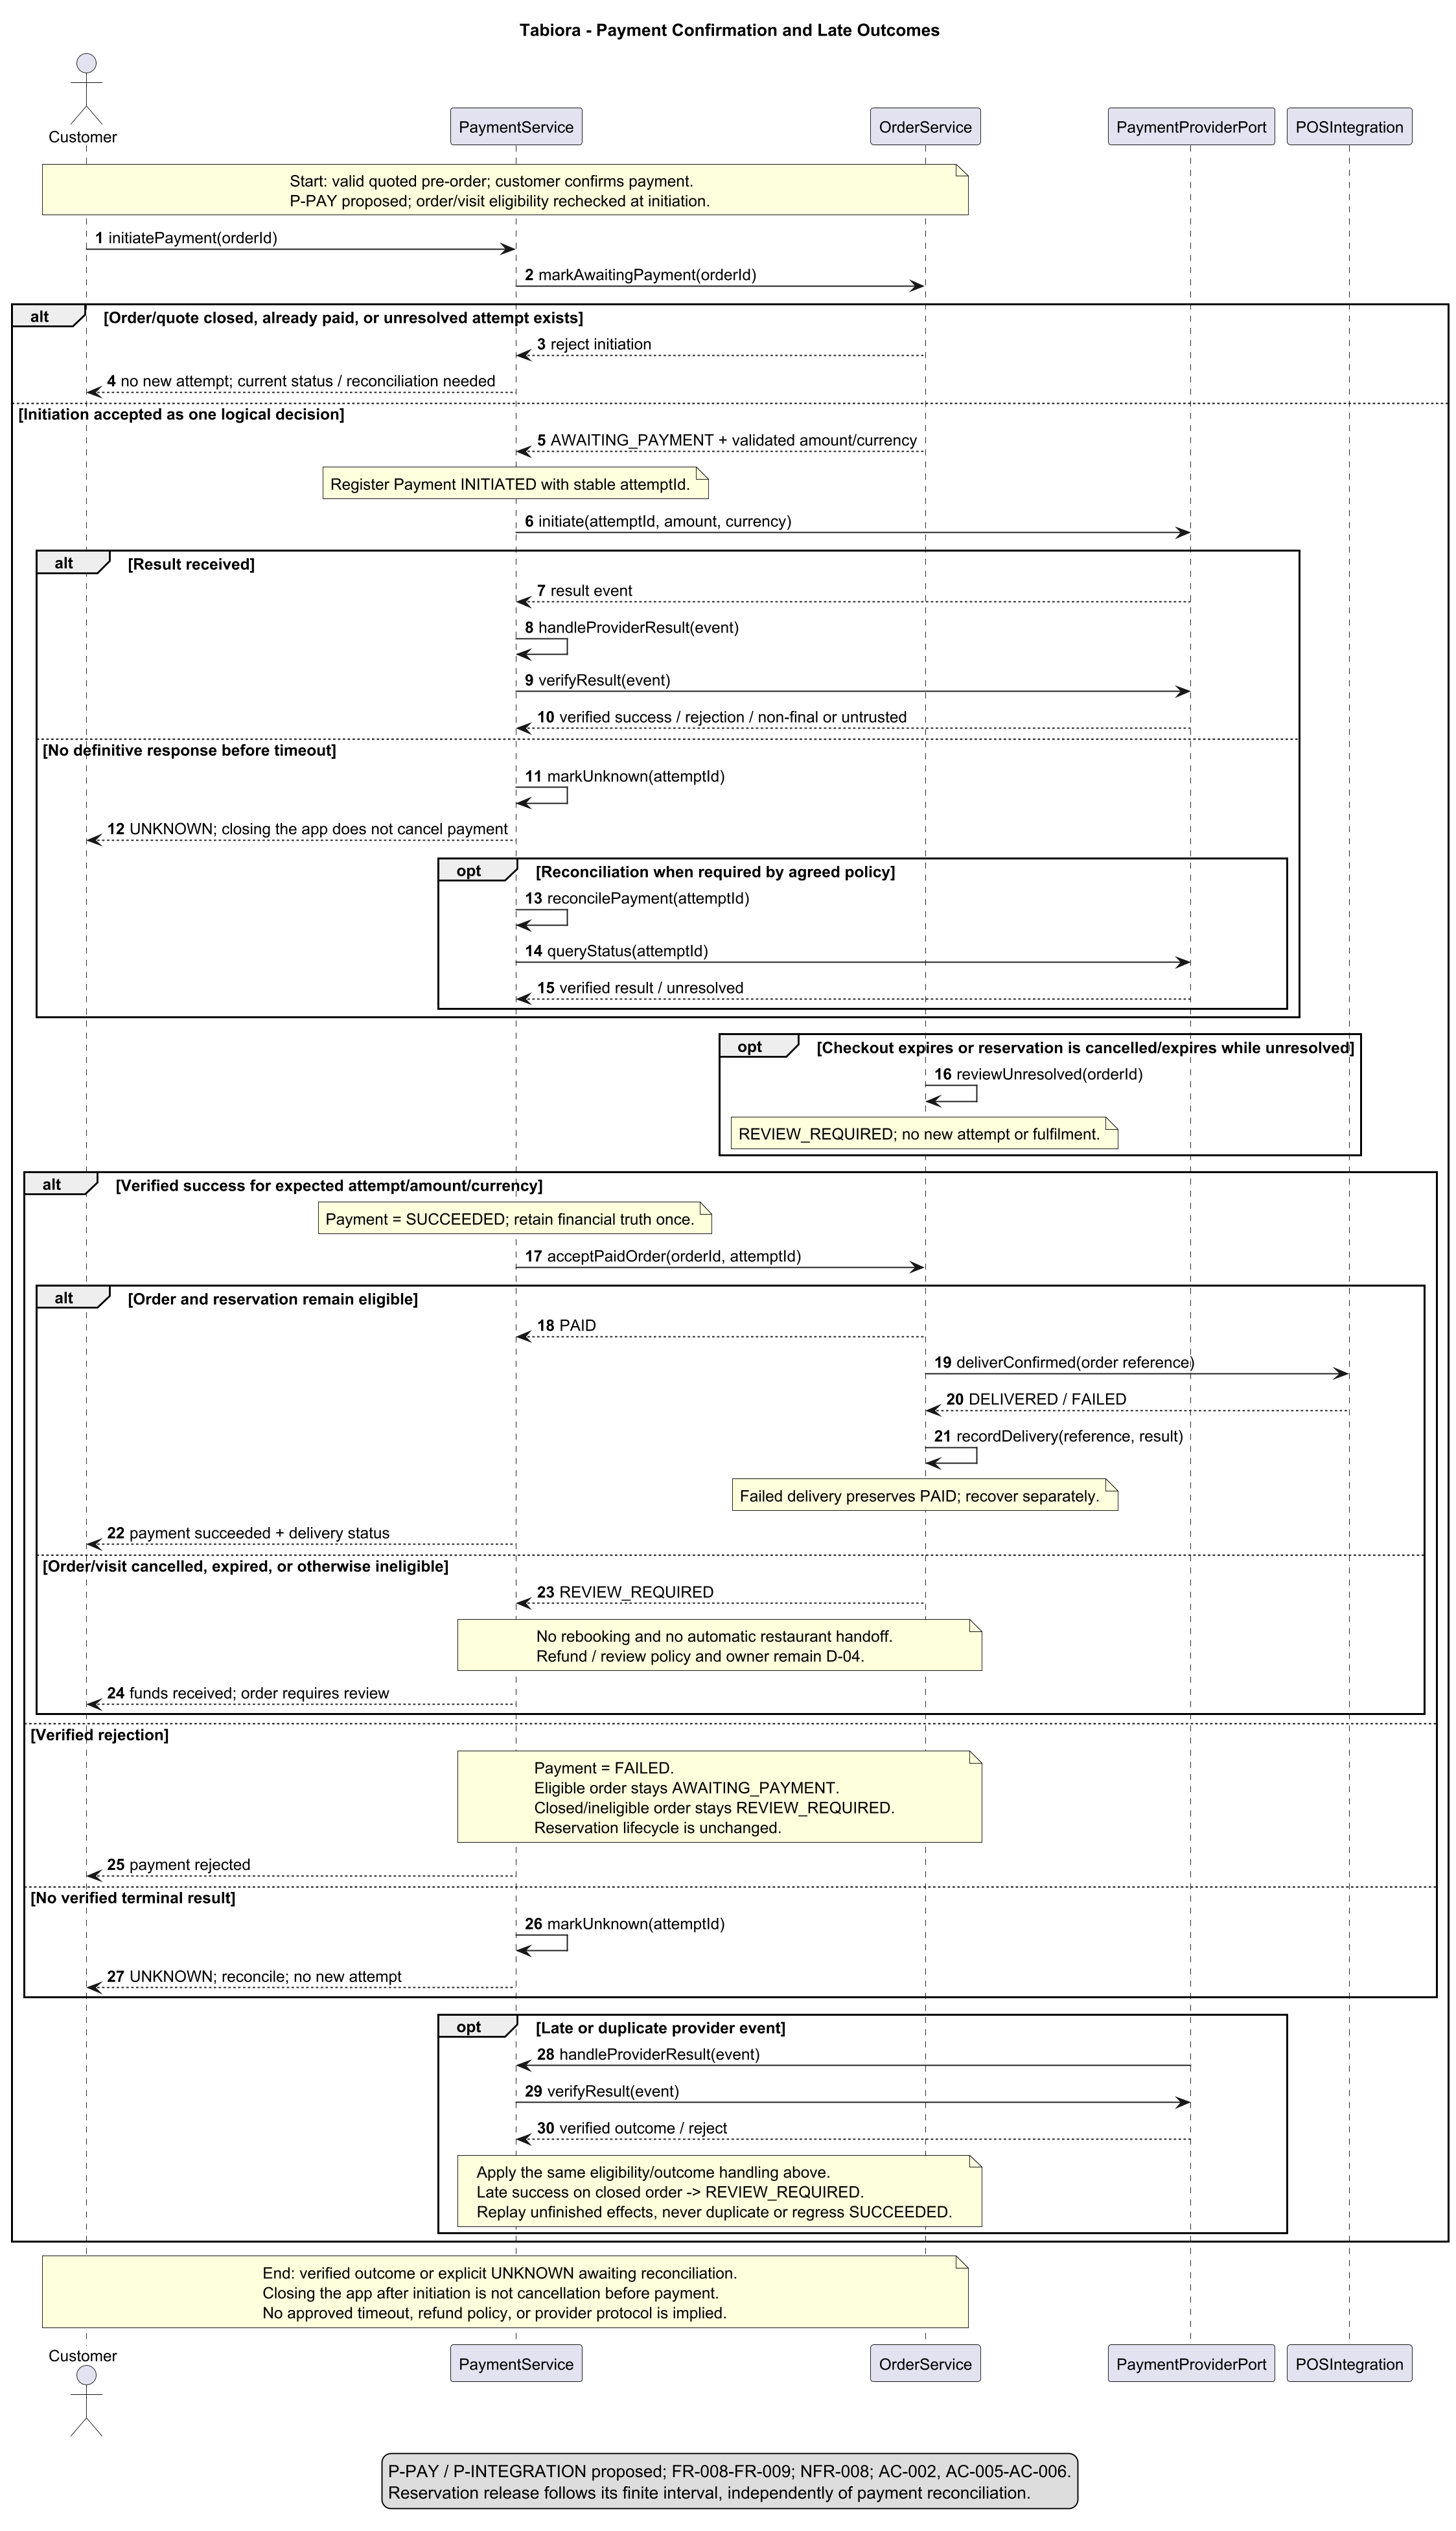 Tabiora - Payment Confirmation and Late Outcomes
Customer
PaymentService
OrderService
PaymentProviderPort
POSIntegration
Start: valid quoted pre-order; customer confirms payment.
P-PAY proposed; order/visit eligibility rechecked at initiation.
1 initiatePayment(orderId)
2 markAwaitingPayment(orderId)
alt [Order/quote closed, already paid, or unresolved attempt exists]
3 reject initiation
4 no new attempt; current status / reconciliation needed
[Initiation accepted as one logical decision]
5 AWAITING_PAYMENT + validated amount/currency
Register Payment INITIATED with stable attemptId.
6 initiate(attemptId, amount, currency)
alt [Result received]
7 result event
8 handleProviderResult(event)
9 verifyResult(event)
10 verified success / rejection / non-final or untrusted
[No definitive response before timeout]
11 markUnknown(attemptId)
12 UNKNOWN; closing the app does not cancel payment
opt [Reconciliation when required by agreed policy]
13 reconcilePayment(attemptId)
14 queryStatus(attemptId)
15 verified result / unresolved
opt [Checkout expires or reservation is cancelled/expires while unresolved]
16 reviewUnresolved(orderId)
REVIEW_REQUIRED; no new attempt or fulfilment.
alt [Verified success for expected attempt/amount/currency]
Payment = SUCCEEDED; retain financial truth once.
17 acceptPaidOrder(orderId, attemptId)
alt [Order and reservation remain eligible]
18 PAID
19 deliverConfirmed(order reference)
20 DELIVERED / FAILED
21 recordDelivery(reference, result)
Failed delivery preserves PAID; recover separately.
22 payment succeeded + delivery status
[Order/visit cancelled, expired, or otherwise ineligible]
23 REVIEW_REQUIRED
No rebooking and no automatic restaurant handoff.
Refund / review policy and owner remain D-04.
24 funds received; order requires review
[Verified rejection]
Payment = FAILED.
Eligible order stays AWAITING_PAYMENT.
Closed/ineligible order stays REVIEW_REQUIRED.
Reservation lifecycle is unchanged.
25 payment rejected
[No verified terminal result]
26 markUnknown(attemptId)
27 UNKNOWN; reconcile; no new attempt
opt [Late or duplicate provider event]
28 handleProviderResult(event)
29 verifyResult(event)
30 verified outcome / reject
Apply the same eligibility/outcome handling above.
Late success on closed order -> REVIEW_REQUIRED.
Replay unfinished effects, never duplicate or regress SUCCEEDED.
End: verified outcome or explicit UNKNOWN awaiting reconciliation.
Closing the app after initiation is not cancellation before payment.
No approved timeout, refund policy, or provider protocol is implied.
Customer
PaymentService
OrderService
PaymentProviderPort
POSIntegration
P-PAY / P-INTEGRATION proposed; FR-008-FR-009; NFR-008; AC-002, AC-005-AC-006.
Reservation release follows its finite interval, independently of payment reconciliation.